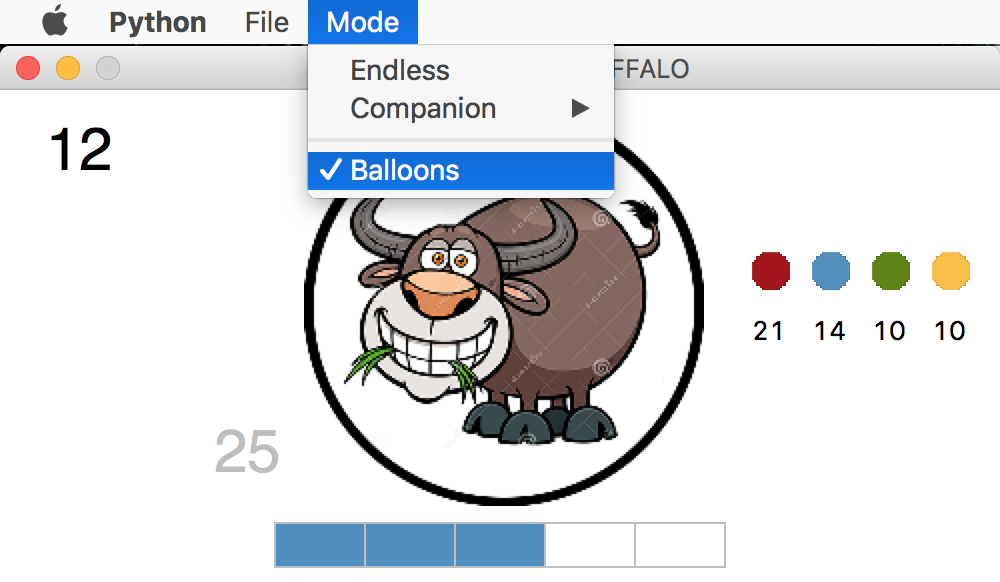 Python File Mode
FFALO
Endless
Companion
Balloons
12
21 14 10 10
25